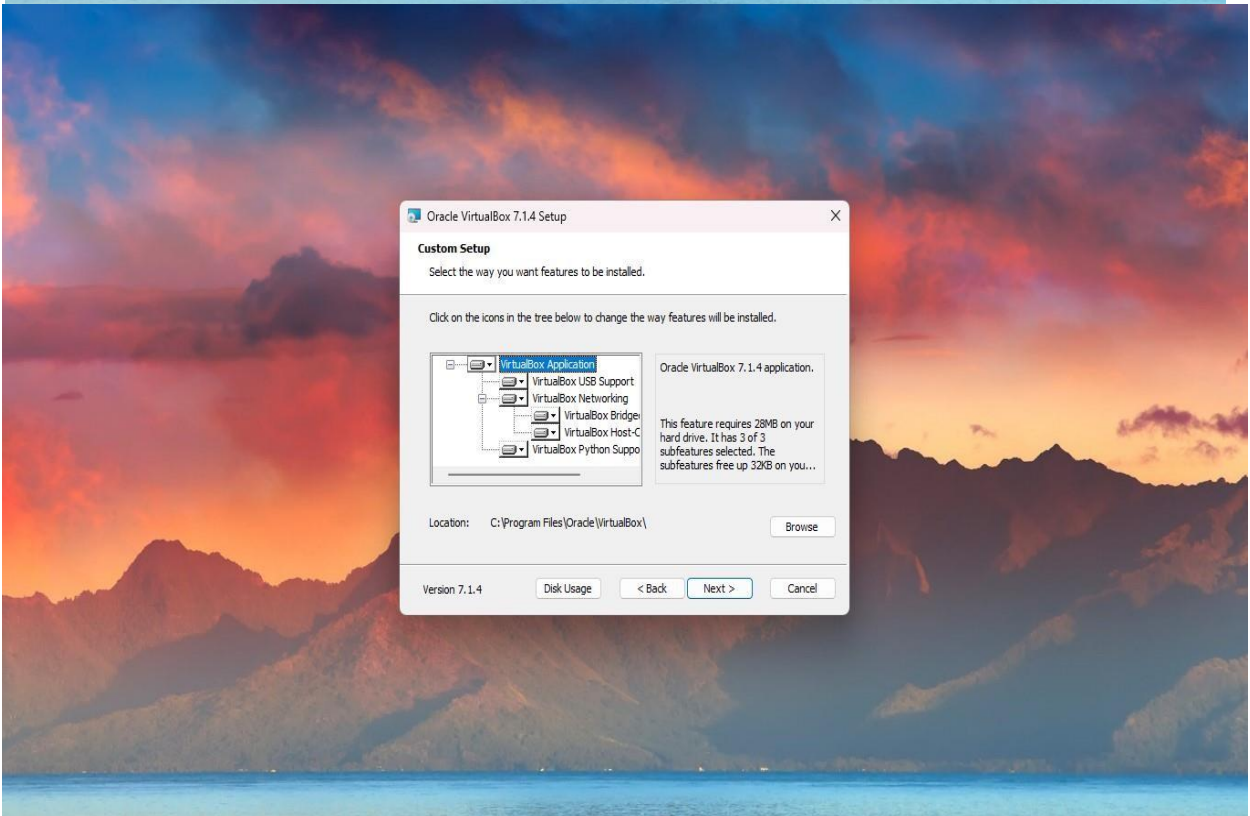 Oracle VirtualBox 7.1.4 Setup
Custom Setup
Select the way you want features to be installed.
Click on the icons in the tree below to change the way features will be installed.
VirtualBox Application
VirtualBox USB Support
VirtualBox Networking
VirtualBox Bridge
VirtualBox Host-C
VirtualBox Python Suppo
Oracle VirtualBox 7.1.4 application.
This feature requires 28MB on your
hard drive. It has 3 of 3
subfeatures selected. The
subfeatures free up 32KB on you...
Location: C:\Program Files\Oracle\VirtualBox\
Browse
Version 7.1.4
Disk Usage
< Back
Next >
Cancel